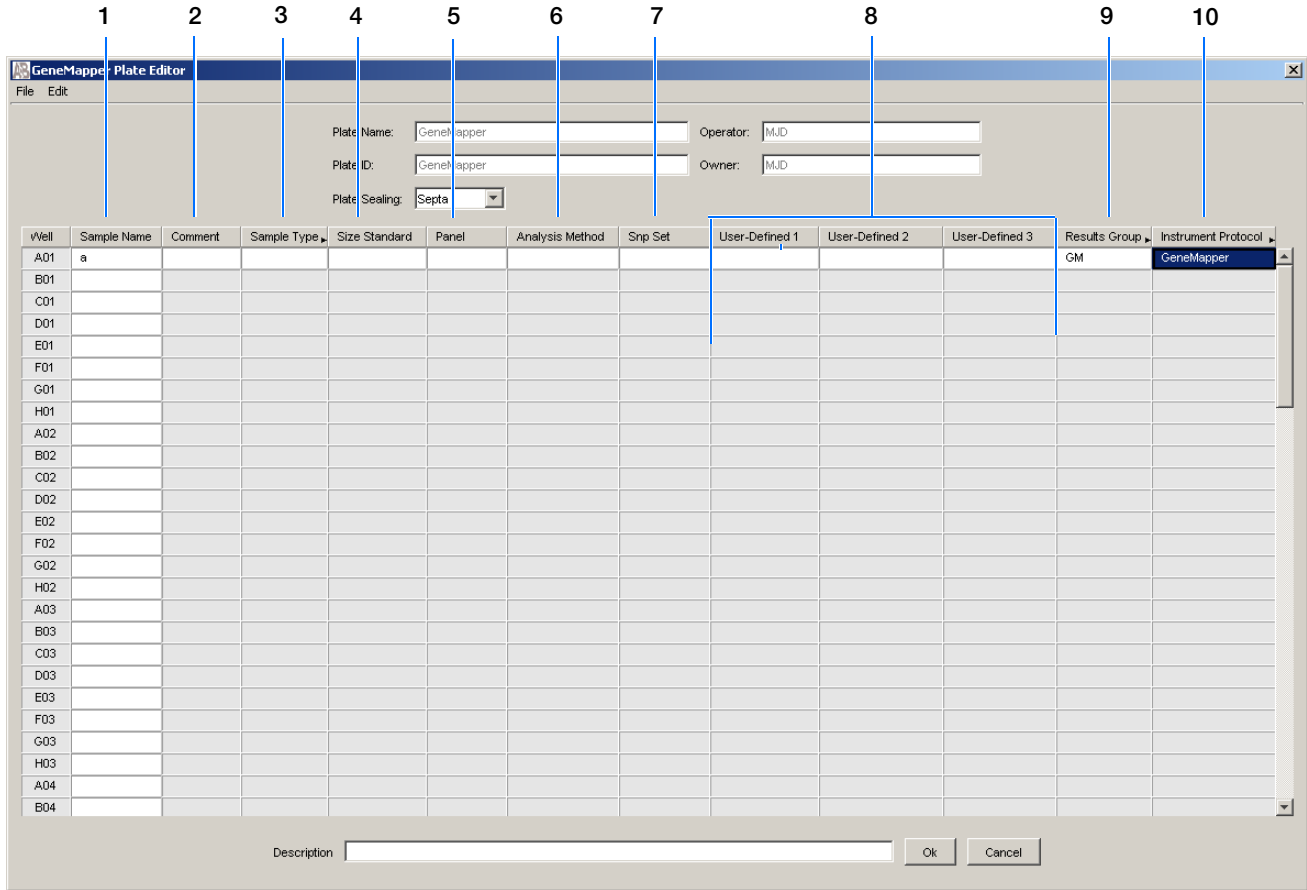 1 2 3 4 5 6 7 8 9 10
GeneMapper Plate Editor
File Edit
Plate Name: GeneMapper Operator: MJD
Plate ID: GeneMapper Owner: MJD
Plate Sealing: Septa
Well Sample Name Comment Sample Type Size Standard Panel Analysis Method Snp Set User-Defined 1 User-Defined 2 User-Defined 3 Results Group Instrument Protocol
A01 a GM GeneMapper
B01
C01
D01
E01
F01
G01
H01
A02
B02
C02
D02
E02
F02
G02
H02
A03
B03
C03
D03
E03
F03
G03
H03
A04
B04
Description Ok Cancel